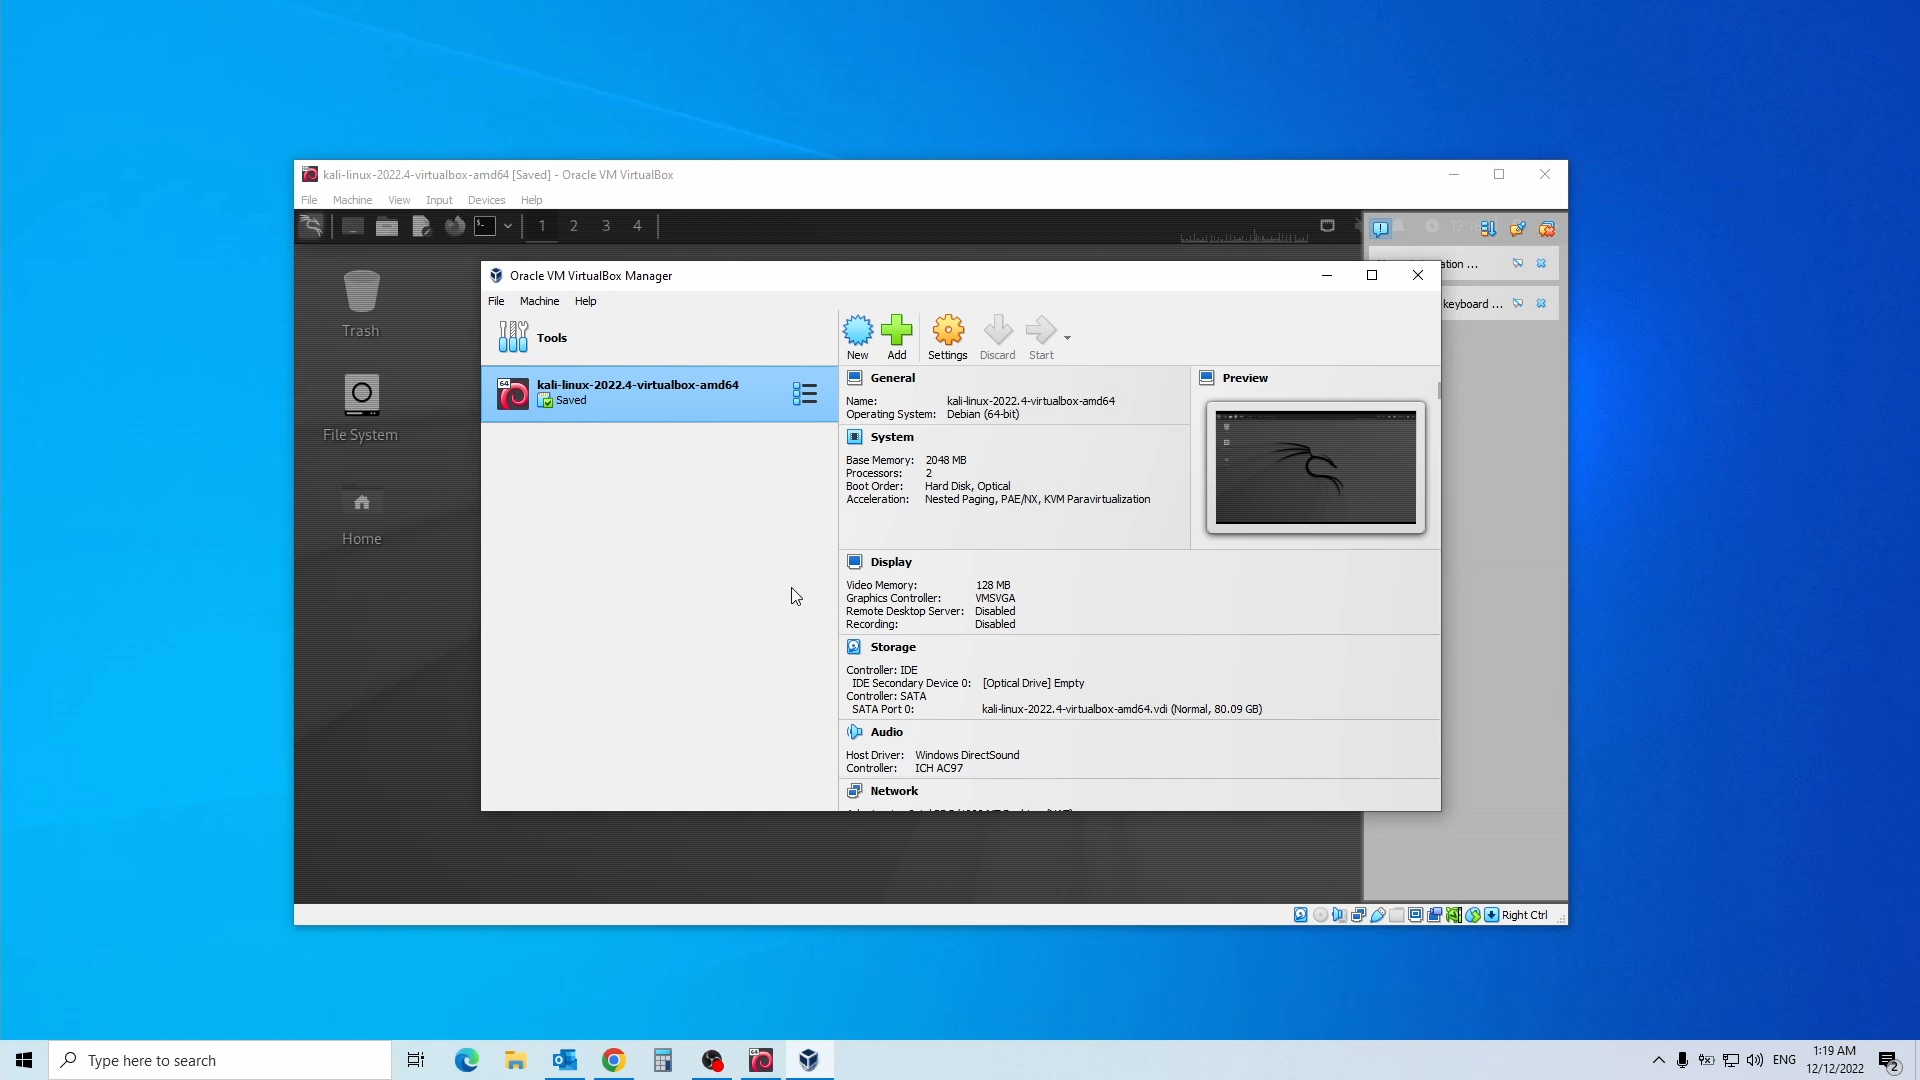 kali-linux-2022.4-virtualbox-amd64 [Saved] - Oracle VM VirtualBox
File Machine View Input Devices Help
1 2 3 4
Trash
File System
Home
ation ...
keyboard ...
Oracle VM VirtualBox Manager
File Machine Help
Tools
New Add Settings Discard Start
64
kali-linux-2022.4-virtualbox-amd64
Saved
General
Name: kali-linux-2022.4-virtualbox-amd64
Operating System: Debian (64-bit)
System
Base Memory: 2048 MB
Processors: 2
Boot Order: Hard Disk, Optical
Acceleration: Nested Paging, PAE/NX, KVM Paravirtualization
Preview
Display
Video Memory: 128 MB
Graphics Controller: VMSVGA
Remote Desktop Server: Disabled
Recording: Disabled
Storage
Controller: IDE
IDE Secondary Device 0: [Optical Drive] Empty
Controller: SATA
SATA Port 0: kali-linux-2022.4-virtualbox-amd64.vdi (Normal, 80.09 GB)
Audio
Host Driver: Windows DirectSound
Controller: ICH AC97
Network
Right Ctrl
Type here to search
ENG
1:19 AM
12/12/2022
2